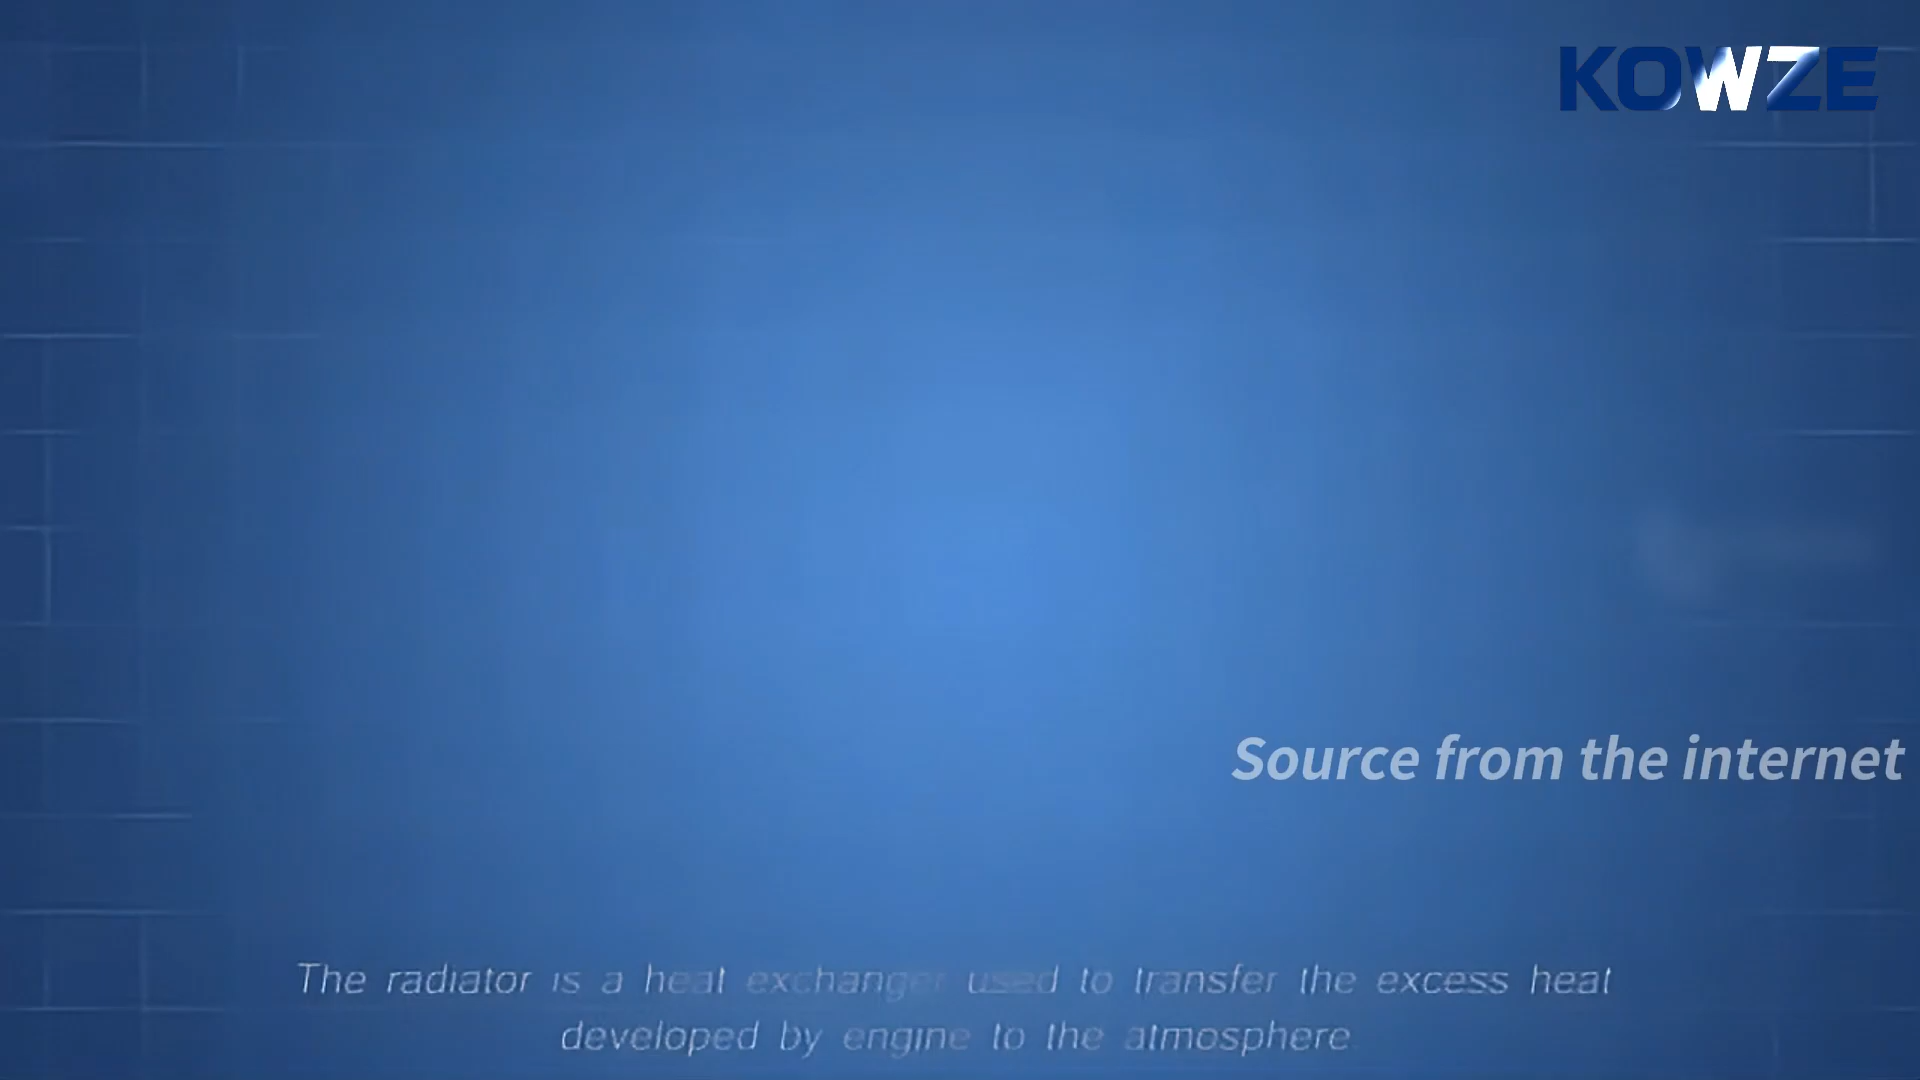 KOWZE
Source from the internet
The radiator is a heat exchanger used to transfer the excess heat
developed by engine to the atmosphere.